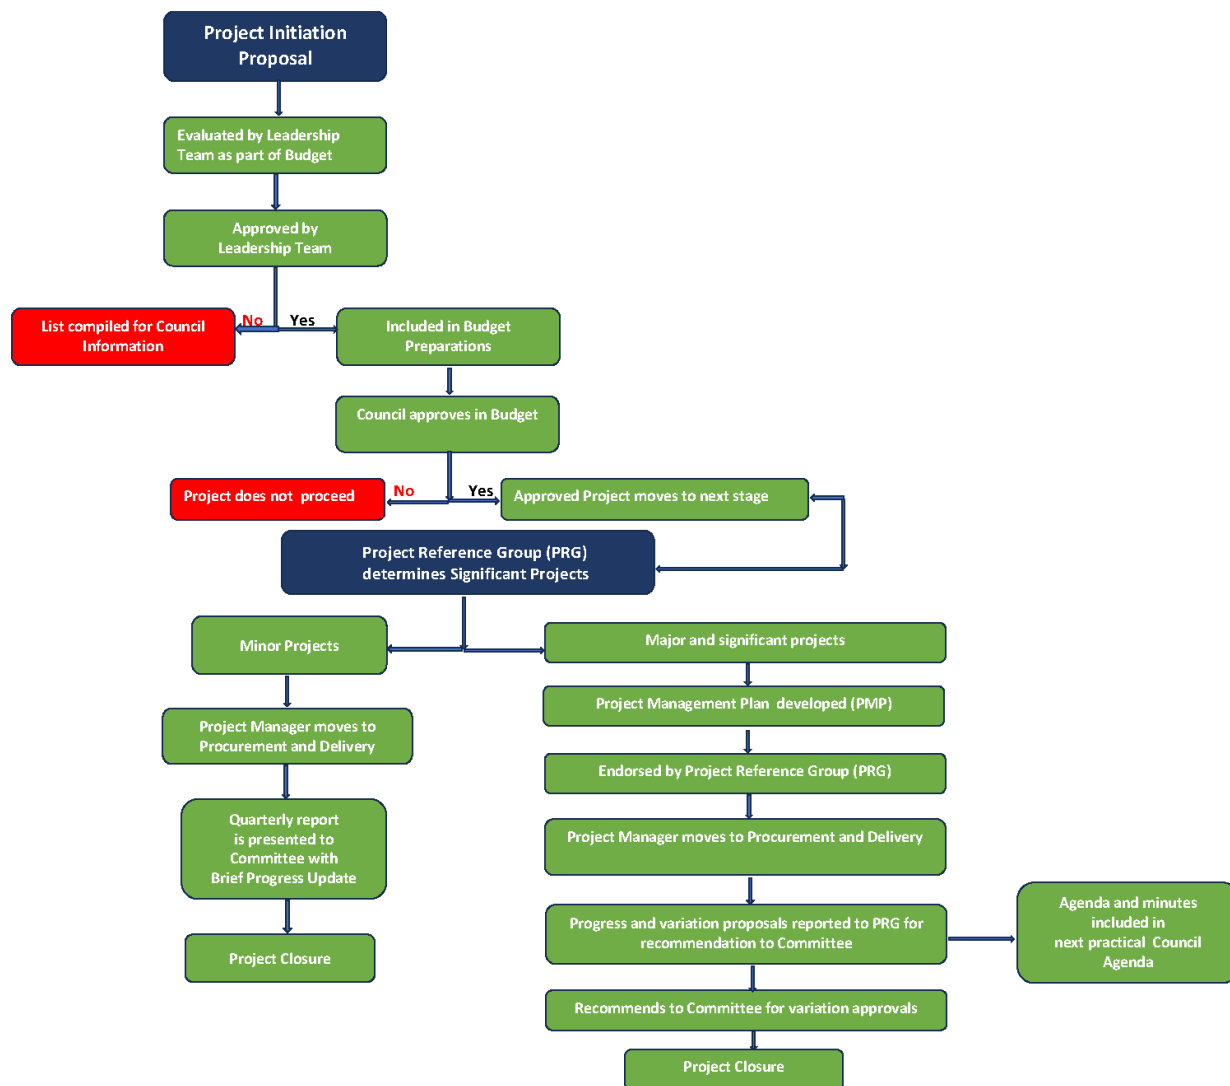 Project Initiation
Proposal
Evaluated by Leadership
Team as part of Budget
Approved by
Leadership Team
No
Yes
List compiled for Council
Information
Included in Budget
Preparations
Council approves in Budget
No
Yes
Project does not proceed
Approved Project moves to next stage
Project Reference Group (PRG)
determines Significant Projects
Minor Projects
Major and significant projects
Project Manager moves to
Procurement and Delivery
Project Management Plan developed (PMP)
Endorsed by Project Reference Group (PRG)
Quarterly report
is presented to
Committee with
Brief Progress Update
Project Manager moves to Procurement and Delivery
Project Closure
Progress and variation proposals reported to PRG for
recommendation to Committee
Agenda and minutes
included in
next practical Council
Agenda
Recommends to Committee for variation approvals
Project Closure